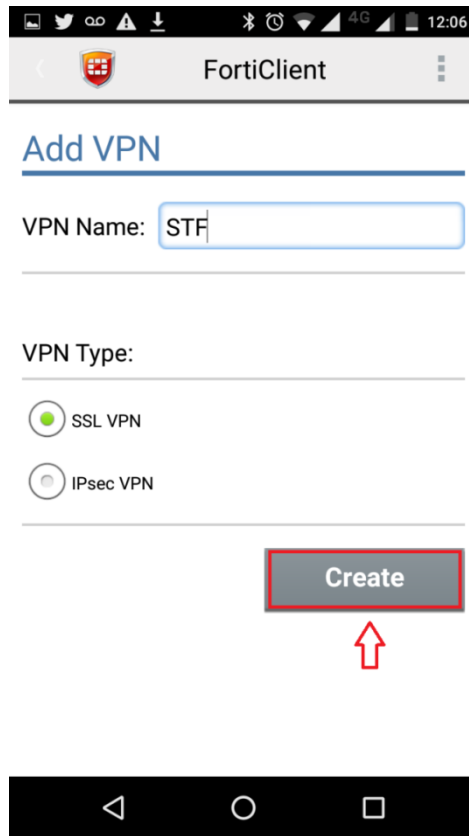 4G 12:06
FortiClient
Add VPN
VPN Name: STF
VPN Type:
SSL VPN
IPsec VPN
Create